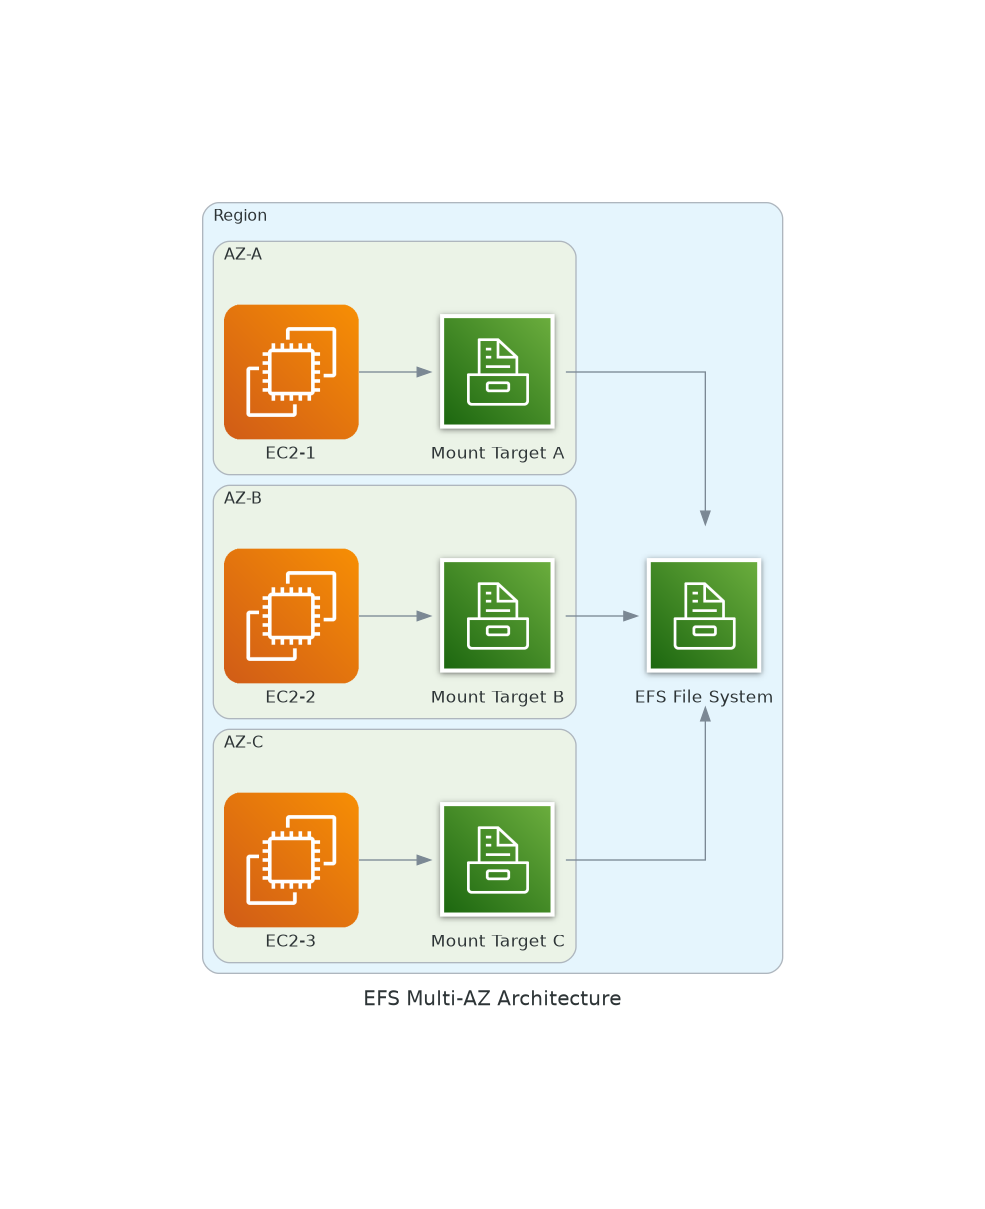 Region
AZ-A
EC2-1
Mount Target A
AZ-B
EC2-2
Mount Target B
EFS File System
AZ-C
EC2-3
Mount Target C
EFS Multi-AZ Architecture